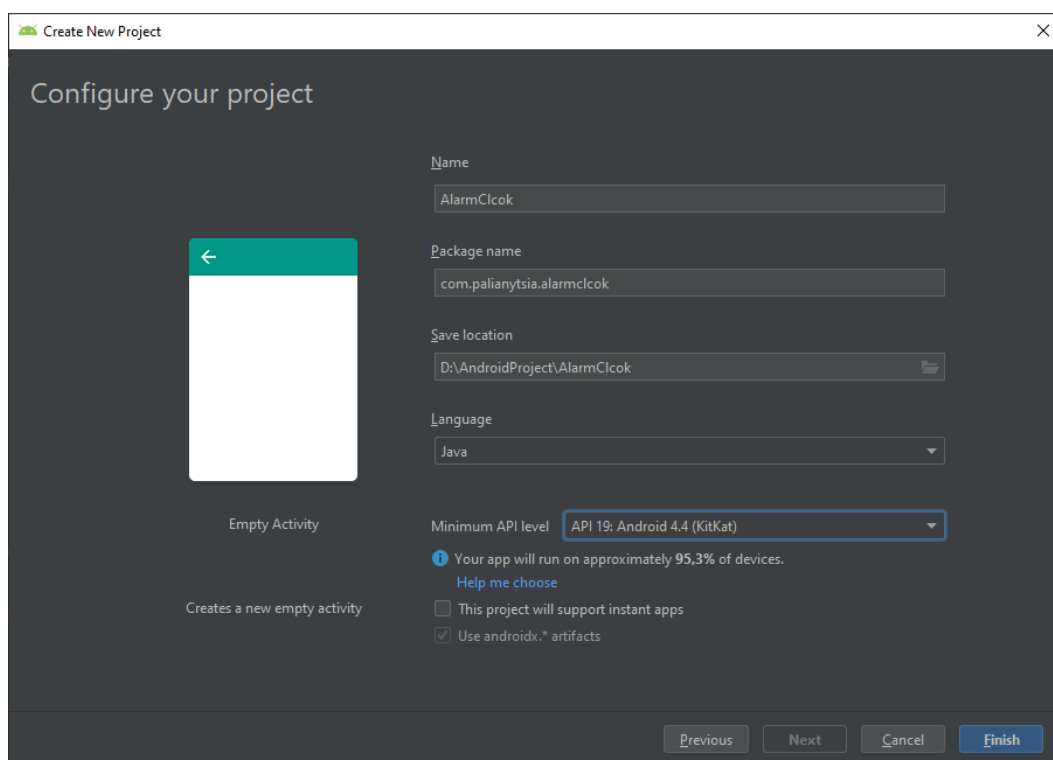 Create New Project
Configure your project
Name
AlarmClcok
Package name
com.palianytsia.alarmclcok
Save location
D:\AndroidProject\AlarmClcok
Language
Java
Empty Activity
Minimum API level
API 19: Android 4.4 (KitKat)
Your app will run on approximately 95,3% of devices.
Help me choose
Creates a new empty activity
This project will support instant apps
Use androidx.* artifacts
Previous
Next
Cancel
Finish